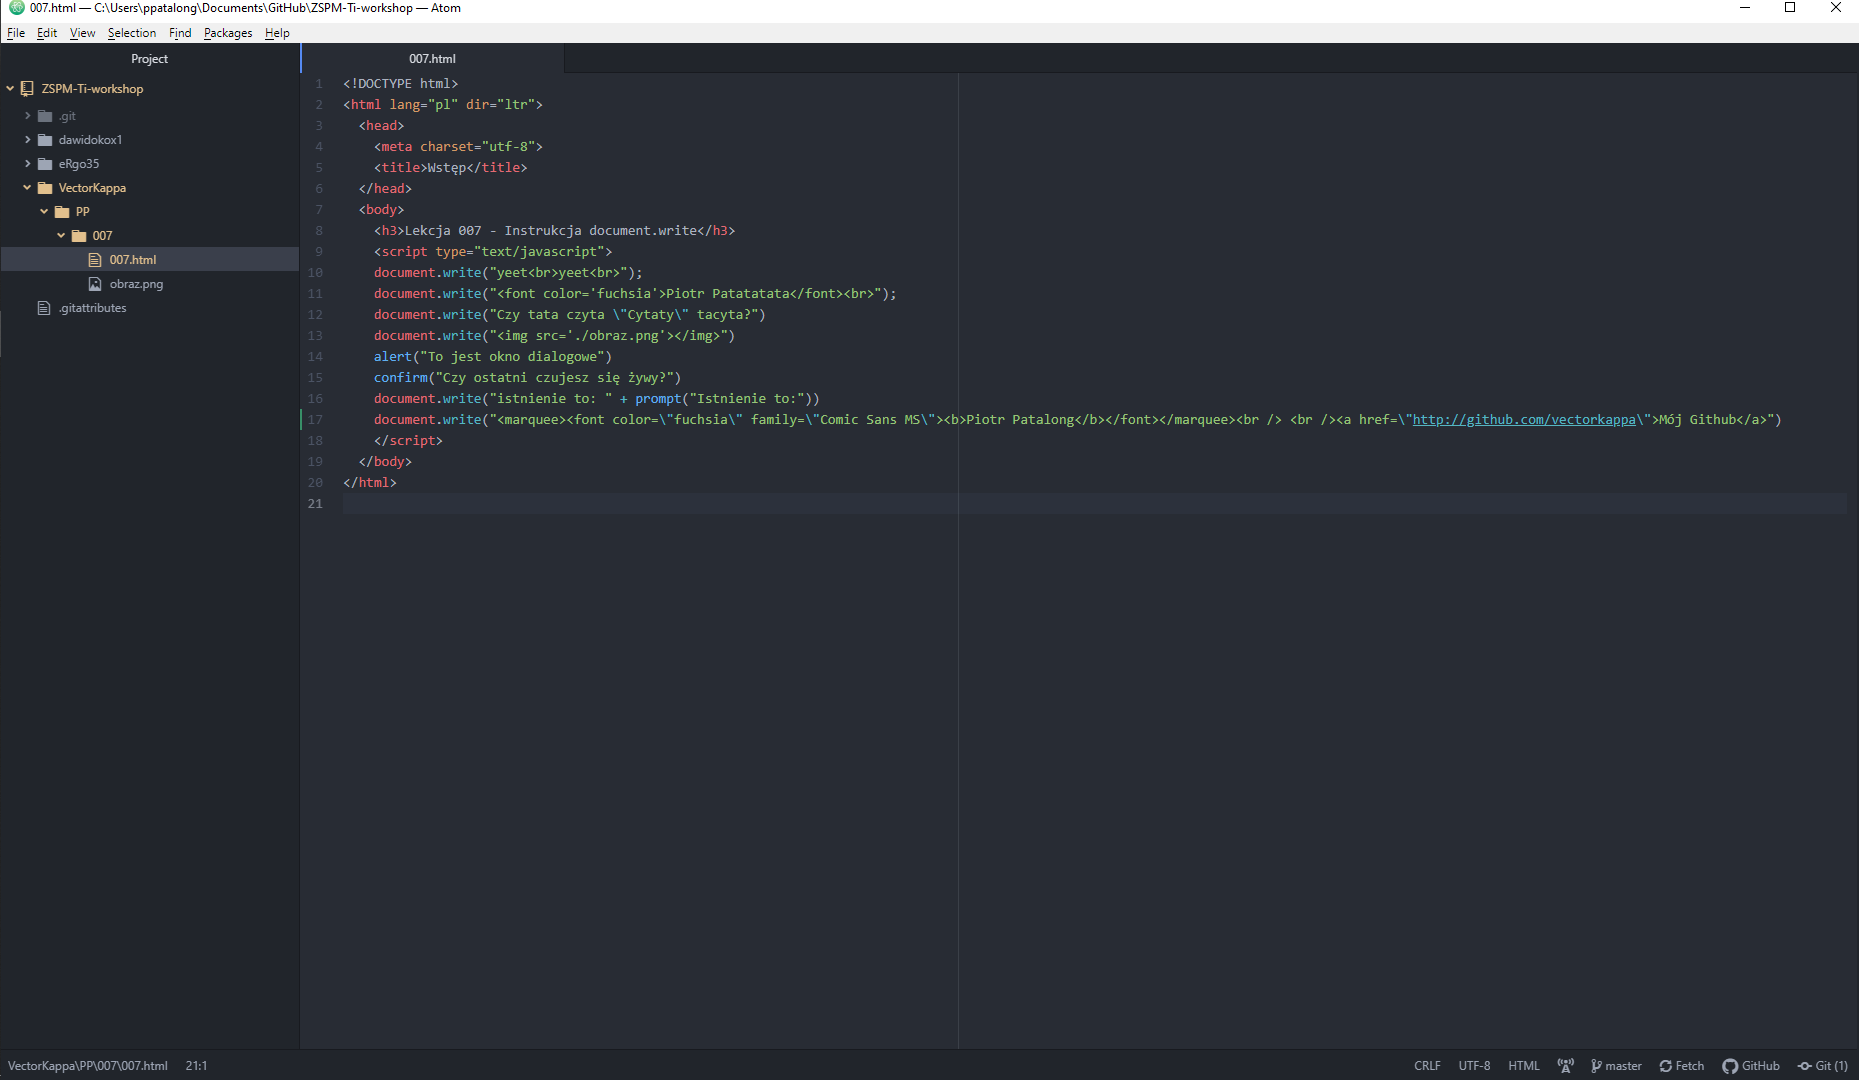 007.html — C:\Users\ppatalong\Documents\GitHub\ZSPM-Ti-workshop — Atom
File Edit View Selection Find Packages Help
Project
ZSPM-Ti-workshop
.git
dawidokox1
eRgo35
VectorKappa
PP
007
007.html
obraz.png
.gitattributes
007.html
1 <!DOCTYPE html>
2 <html lang="pl" dir="ltr">
3 <head>
4 <meta charset="utf-8">
5 <title>Wstęp</title>
6 </head>
7 <body>
8 <h3>Lekcja 007 - Instrukcja document.write</h3>
9 <script type="text/javascript">
10 document.write("yeet<br>yeet<br>");
11 document.write("<font color='fuchsia'>Piotr Patatatata</font><br>");
12 document.write("Czy tata czyta \"Cytaty\" tacyta?")
13 document.write("<img src='./obraz.png'></img>")
14 alert("To jest okno dialogowe")
15 confirm("Czy ostatni czujesz się żywy?")
16 document.write("istnienie to: " + prompt("Istnienie to:"))
17 document.write("<marquee><font color=\"fuchsia\" family=\"Comic Sans MS\"><b>Piotr Patalong</b></font></marquee><br /> <br /><a href=\"http://github.com/vectorkappa\">Mój Github</a>")
18 </script>
19 </body>
20 </html>
21
VectorKappa\PP\007\007.html 21:1 CRLF UTF-8 HTML master Fetch GitHub Git (1)